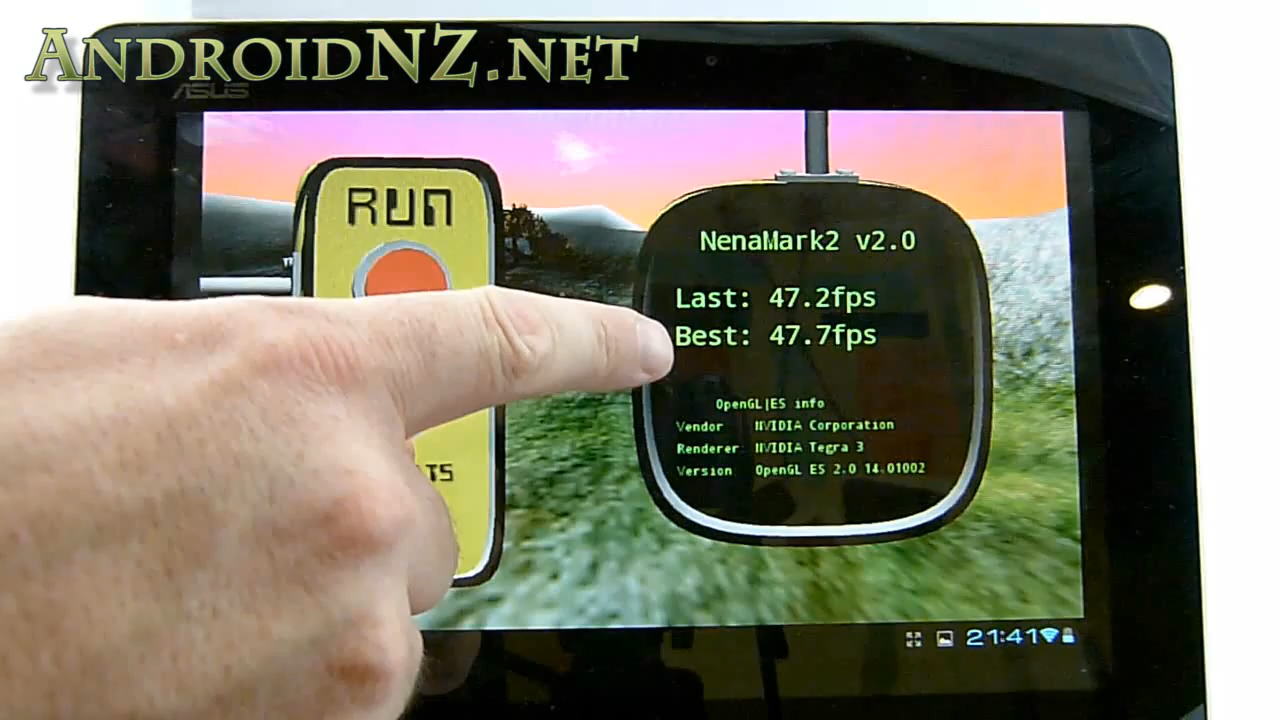 ANDROIDNZ.NET
ASUS
RUN
NenaMark2 v2.0
Last: 47.2fps
Best: 47.7fps
OpenGL|ES info
Vendor NVIDIA Corporation
Renderer NVIDIA Tegra 3
Version OpenGL ES 2.0 14.01002
21:41